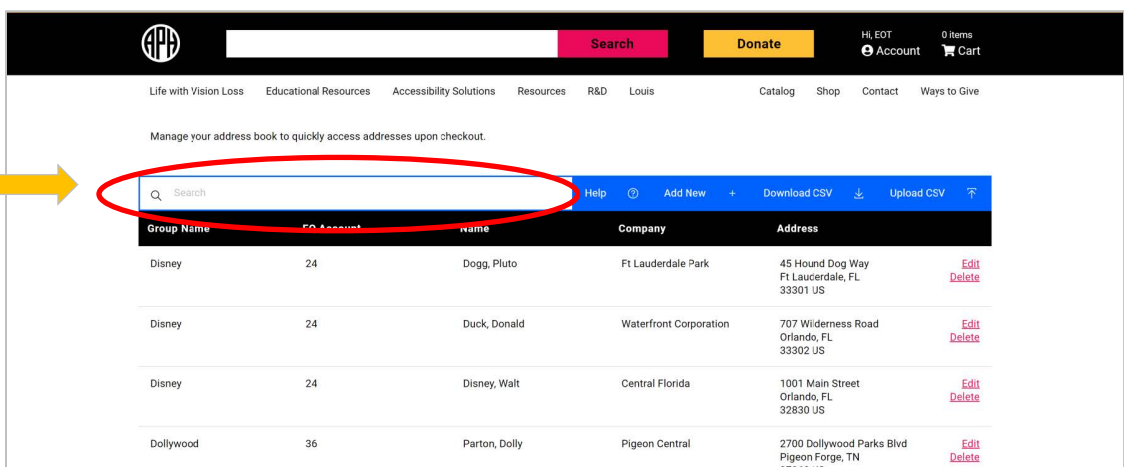 APH
Search
Donate
Hi, EOT
Account
0 items
Cart
Life with Vision Loss Educational Resources Accessibility Solutions Resources R&D Louis Catalog Shop Contact Ways to Give
Manage your address book to quickly access addresses upon checkout.
Search Help Add New + Download CSV Upload CSV
Group Name EO Account Name Company Address
Disney 24 Dogg, Pluto Ft Lauderdale Park 45 Hound Dog Way Edit
Ft Lauderdale, FL Delete
33301 US
Disney 24 Duck, Donald Waterfront Corporation 707 Wilderness Road Edit
Orlando, FL Delete
33302 US
Disney 24 Disney, Walt Central Florida 1001 Main Street Edit
Orlando, FL Delete
32830 US
Dollywood 36 Parton, Dolly Pigeon Central 2700 Dollywood Parks Blvd Edit
Pigeon Forge, TN Delete